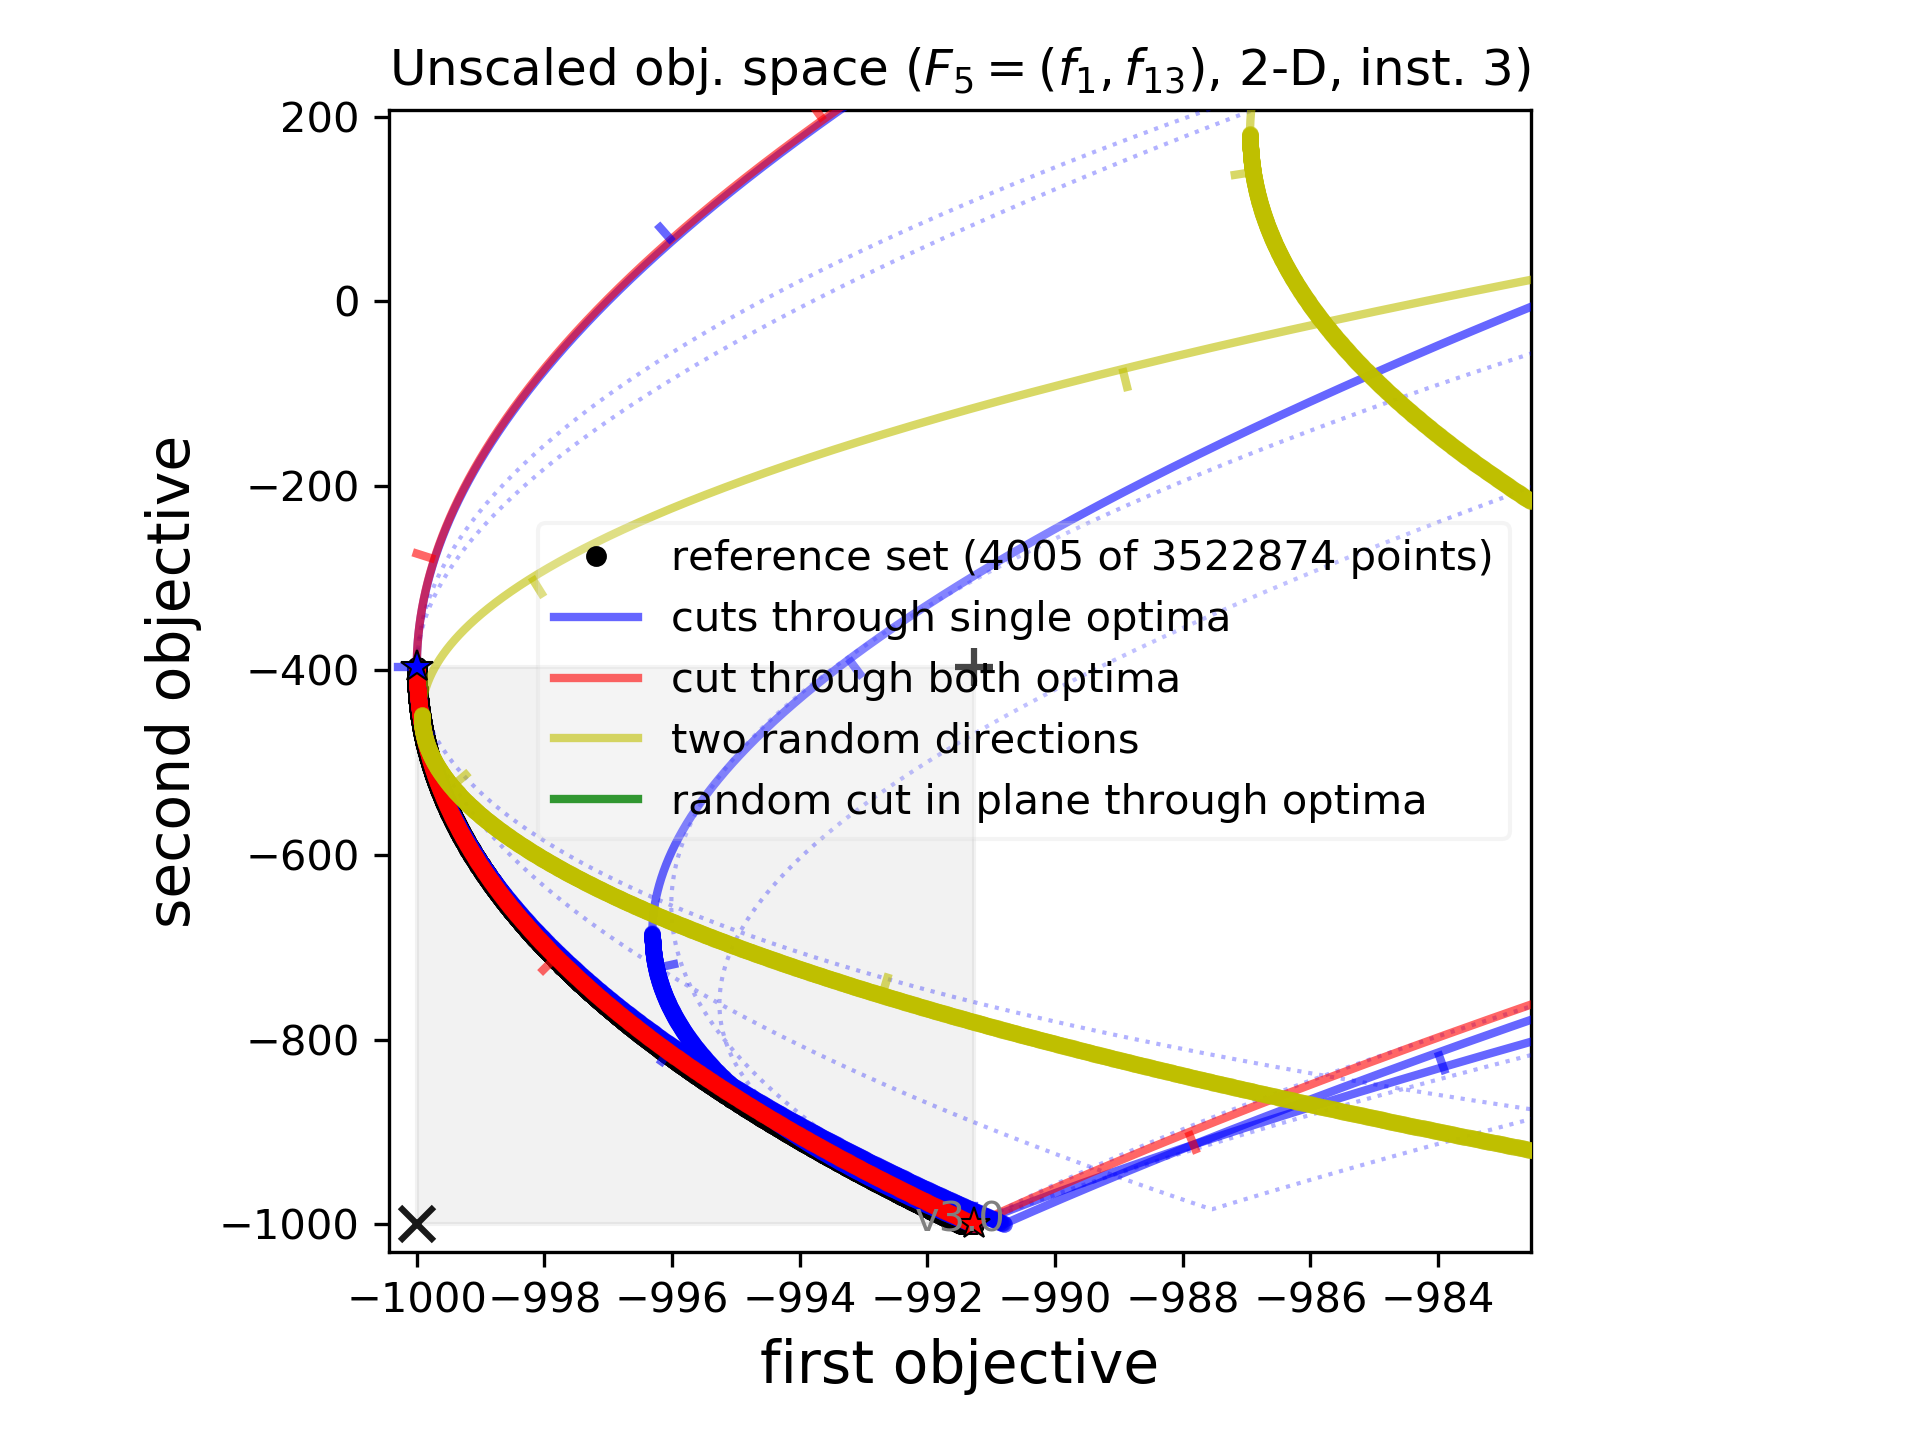 Unscaled obj. space (F₅ = (f₁, f₁₃), 2-D, inst. 3)
200
0
−200
−400
−600
−800
−1000
second objective
reference set (4005 of 3522874 points)
cuts through single optima
cut through both optima
two random directions
random cut in plane through optima
v3.0
−1000 −998 −996 −994 −992 −990 −988 −986 −984
first objective